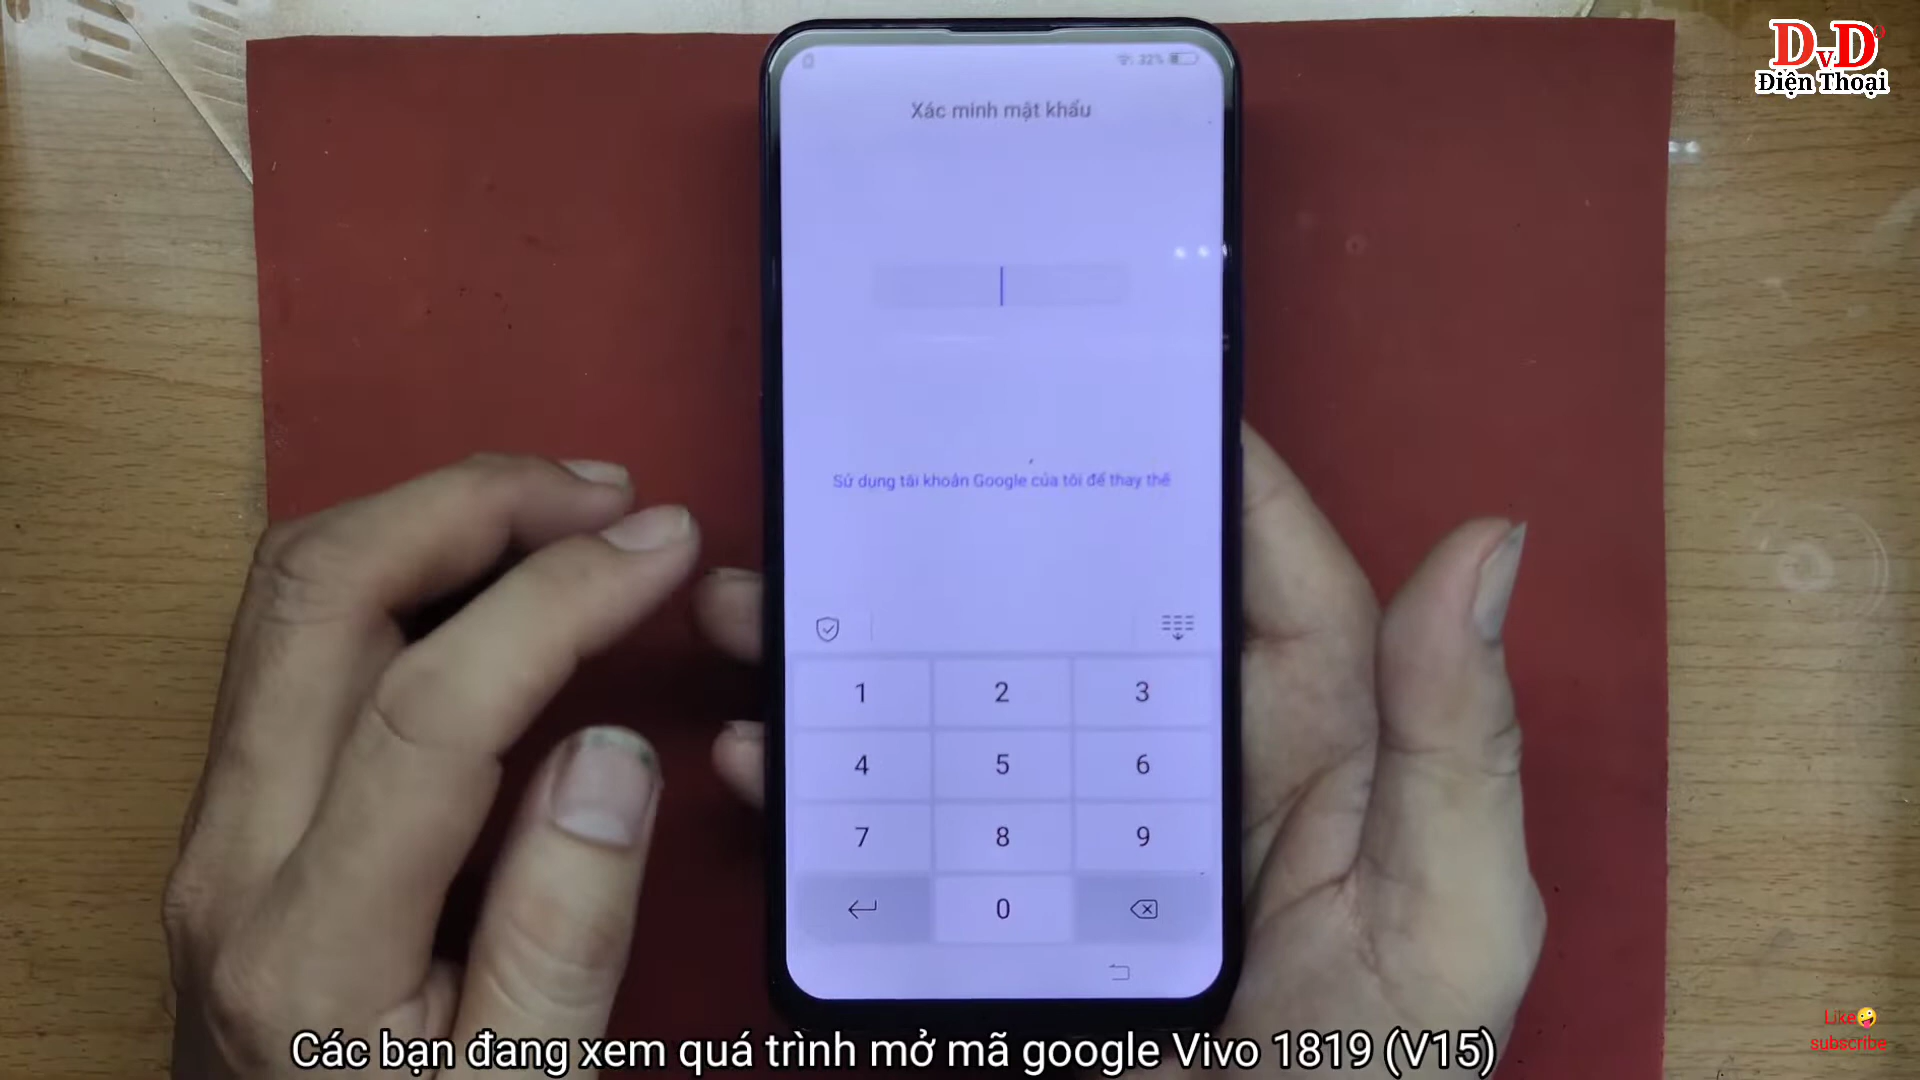 DvD
Điện Thoại
32%
Xác minh mật khẩu
Sử dụng tài khoản Google của tôi để thay thế
1 2 3
4 5 6
7 8 9
0
Like🤪
subscribe
Các bạn đang xem quá trình mở mã google Vivo 1819 (V15)